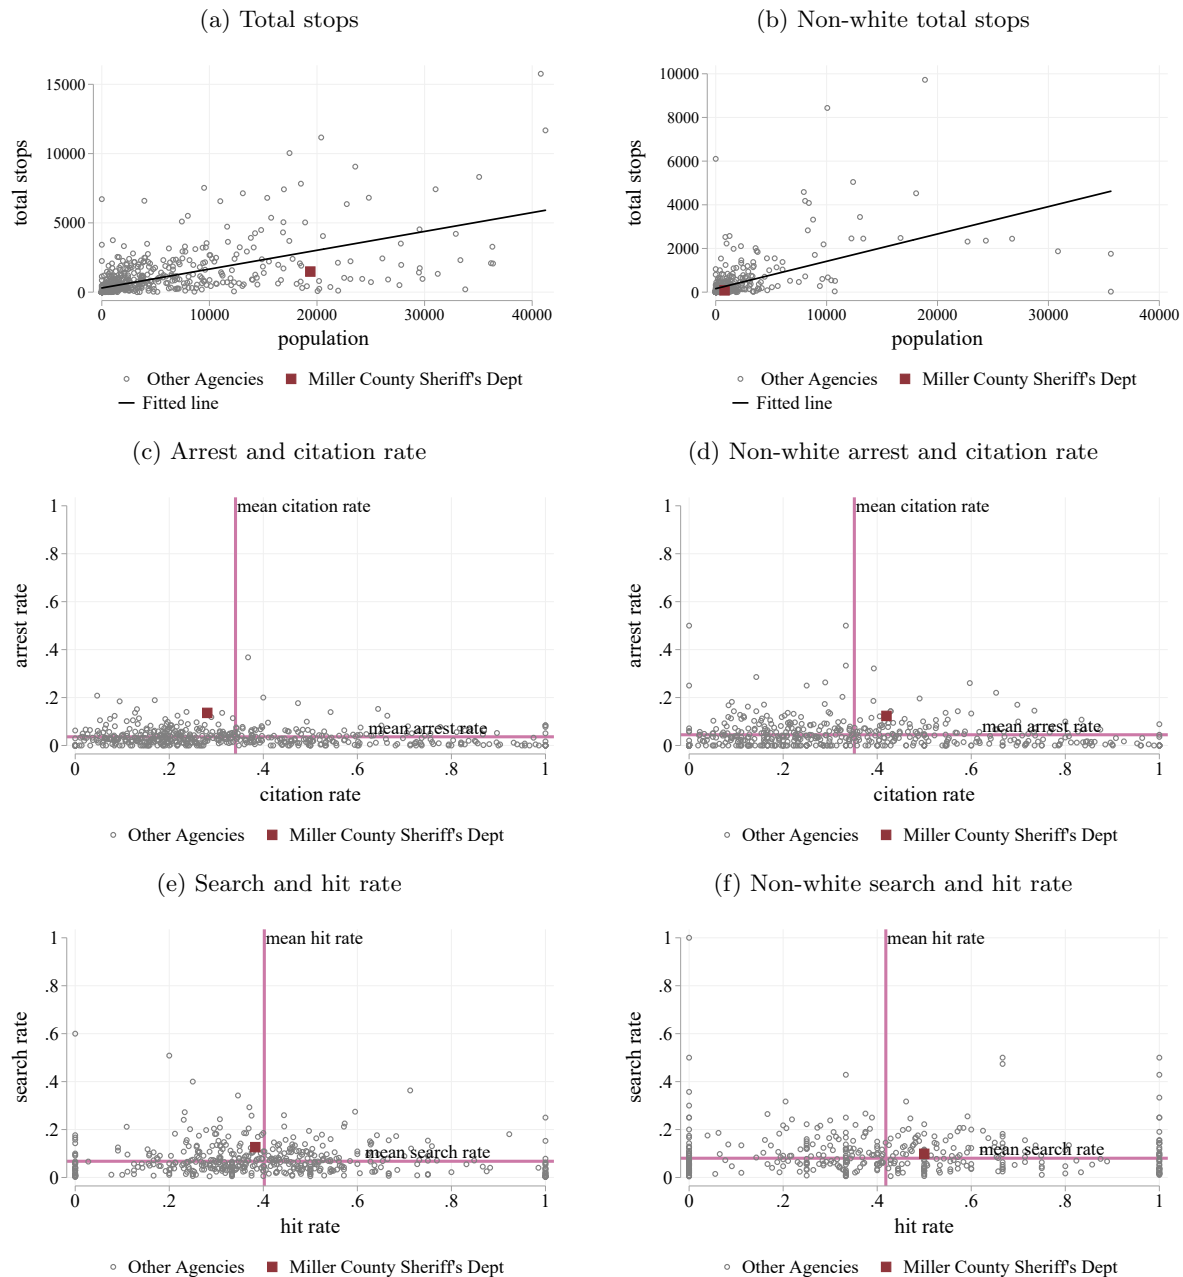 (a) Total stops
15000
10000
5000
0
total stops
0 10000 20000 30000 40000
population
Other Agencies Miller County Sheriff's Dept
Fitted line
(b) Non-white total stops
10000
8000
6000
4000
2000
0
total stops
0 10000 20000 30000 40000
population
Other Agencies Miller County Sheriff's Dept
Fitted line
(c) Arrest and citation rate
mean citation rate
1
.8
.6
.4
.2
0
arrest rate
mean arrest rate
0 .2 .4 .6 .8 1
citation rate
Other Agencies Miller County Sheriff's Dept
(d) Non-white arrest and citation rate
mean citation rate
1
.8
.6
.4
.2
0
arrest rate
mean arrest rate
0 .2 .4 .6 .8 1
citation rate
Other Agencies Miller County Sheriff's Dept
(e) Search and hit rate
mean hit rate
1
.8
.6
.4
.2
0
search rate
mean search rate
0 .2 .4 .6 .8 1
hit rate
Other Agencies Miller County Sheriff's Dept
(f) Non-white search and hit rate
mean hit rate
1
.8
.6
.4
.2
0
search rate
mean search rate
0 .2 .4 .6 .8 1
hit rate
Other Agencies Miller County Sheriff's Dept